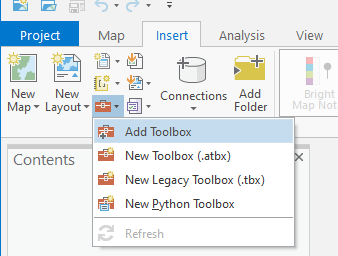 Project Map Insert Analysis Vi
New Map
New Layout
Connections
Add Folder
Bright Map Not
Add Toolbox
New Toolbox (.atbx)
New Legacy Toolbox (.tbx)
New Python Toolbox
Refresh
Contents